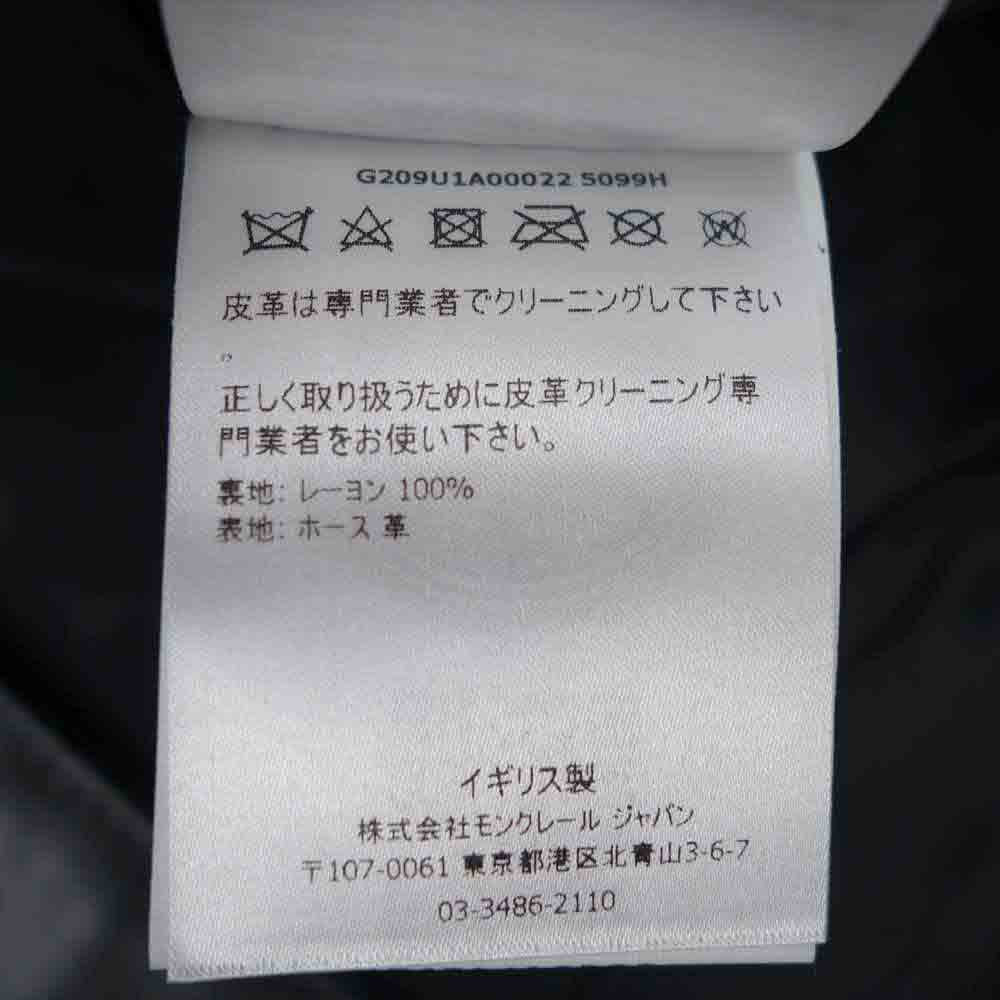 G209U1A00022 5099H
皮革は専門業者でクリーニングして下さい
。
正しく取り扱うために皮革クリーニング専
門業者をお使い下さい。
裏地: レーヨン 100%
表地: ホース 革
イギリス製
株式会社モンクレール ジャパン
〒107-0061 東京都港区北青山3-6-7
03-3486-2110